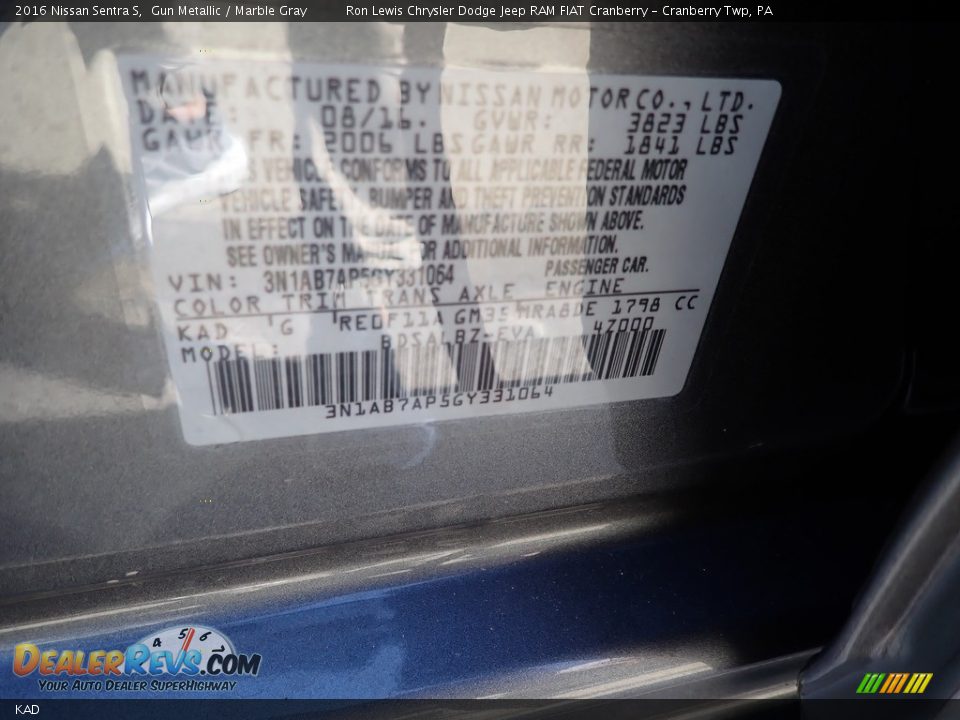 2016 Nissan Sentra S,  Gun Metallic / Marble Gray     Ron Lewis Chrysler Dodge Jeep RAM FIAT Cranberry - Cranberry Twp, PA
MANUFACTURED BY NISSAN MOTOR CO., LTD.
DATE: 08/16. GVWR: 3823 LBS
GAWR FR: 2006 LBS GAWR RR: 1841 LBS
VEHICLE CONFORMS TO ALL APPLICABLE FEDERAL MOTOR
VEHICLE SAFETY, BUMPER AND THEFT PREVENTION STANDARDS
IN EFFECT ON THE DATE OF MANUFACTURE SHOWN ABOVE.
SEE OWNER'S MANUAL FOR ADDITIONAL INFORMATION.
VIN: 3N1AB7AP5GY331064 PASSENGER CAR.
COLOR TRIM TRANS AXLE ENGINE
KAD G RE0F11A GM35 MRA8DE 1798 CC
MODEL: BDSALBZ-EVA 47000
3N1AB7AP5GY331064
4 5 6
DEALERREVS.COM
YOUR AUTO DEALER SUPERHIGHWAY
KAD